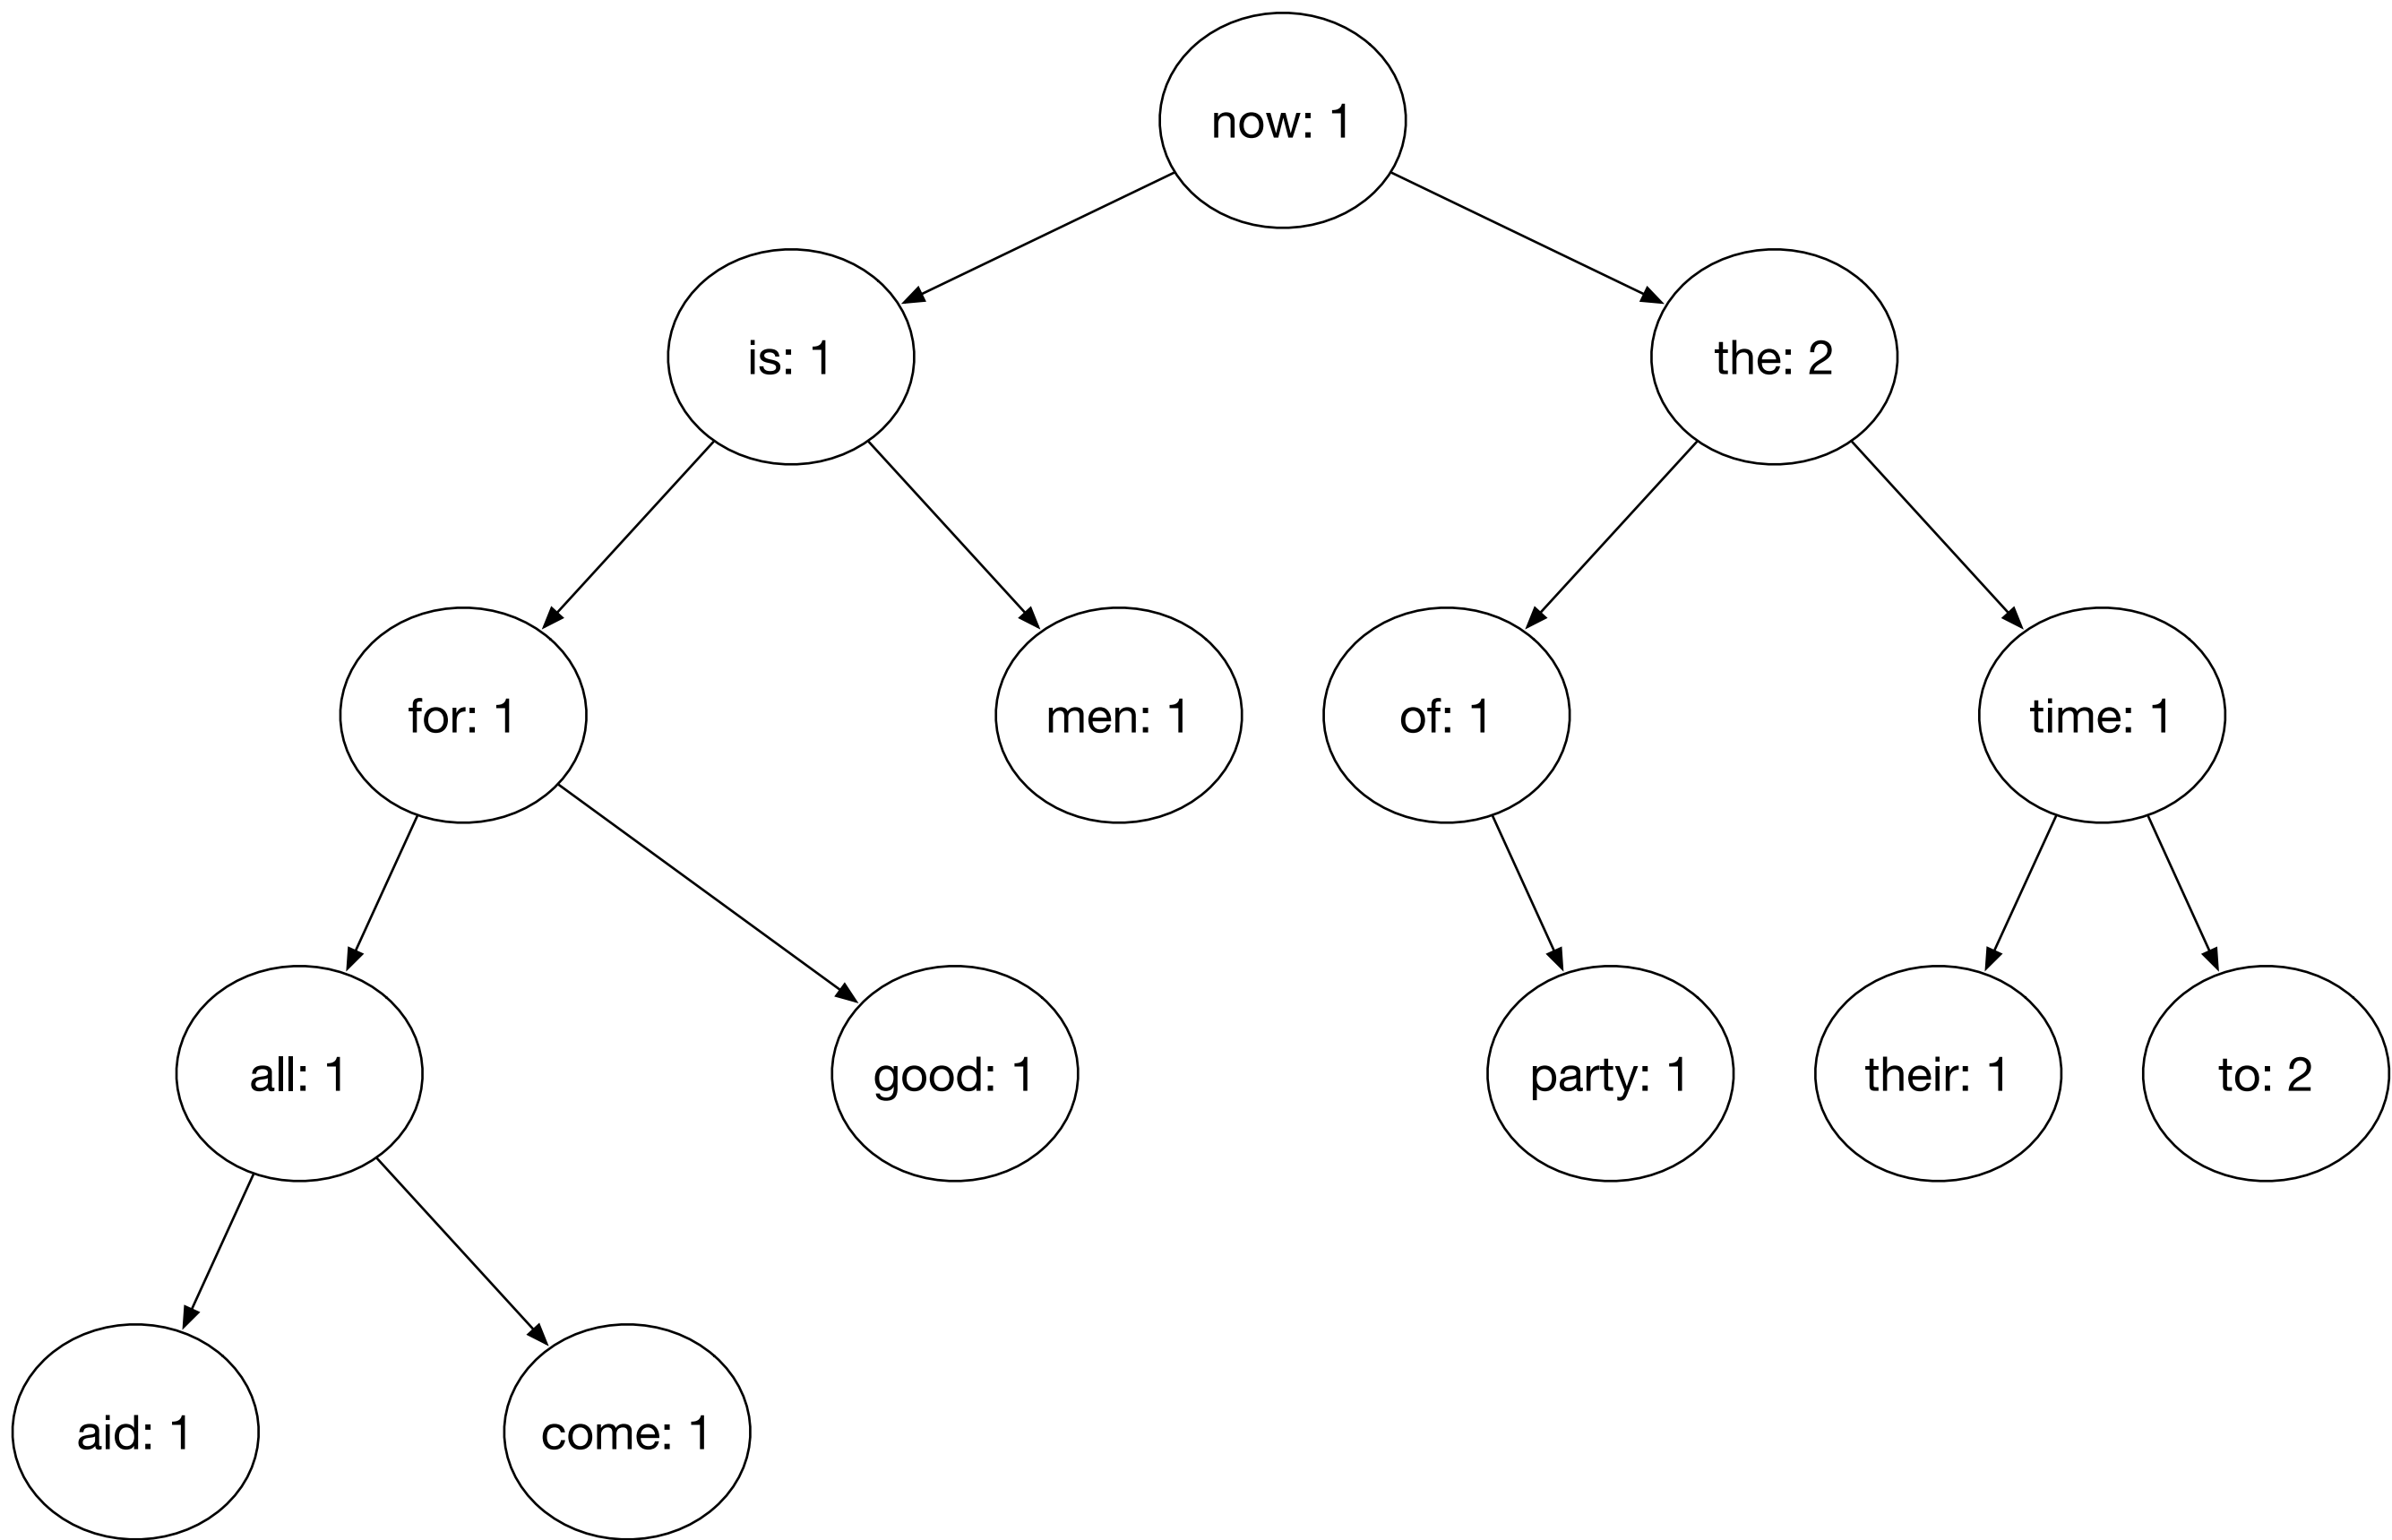 now: 1
is: 1
the: 2
for: 1
men: 1
of: 1
time: 1
all: 1
good: 1
party: 1
their: 1
to: 2
aid: 1
come: 1